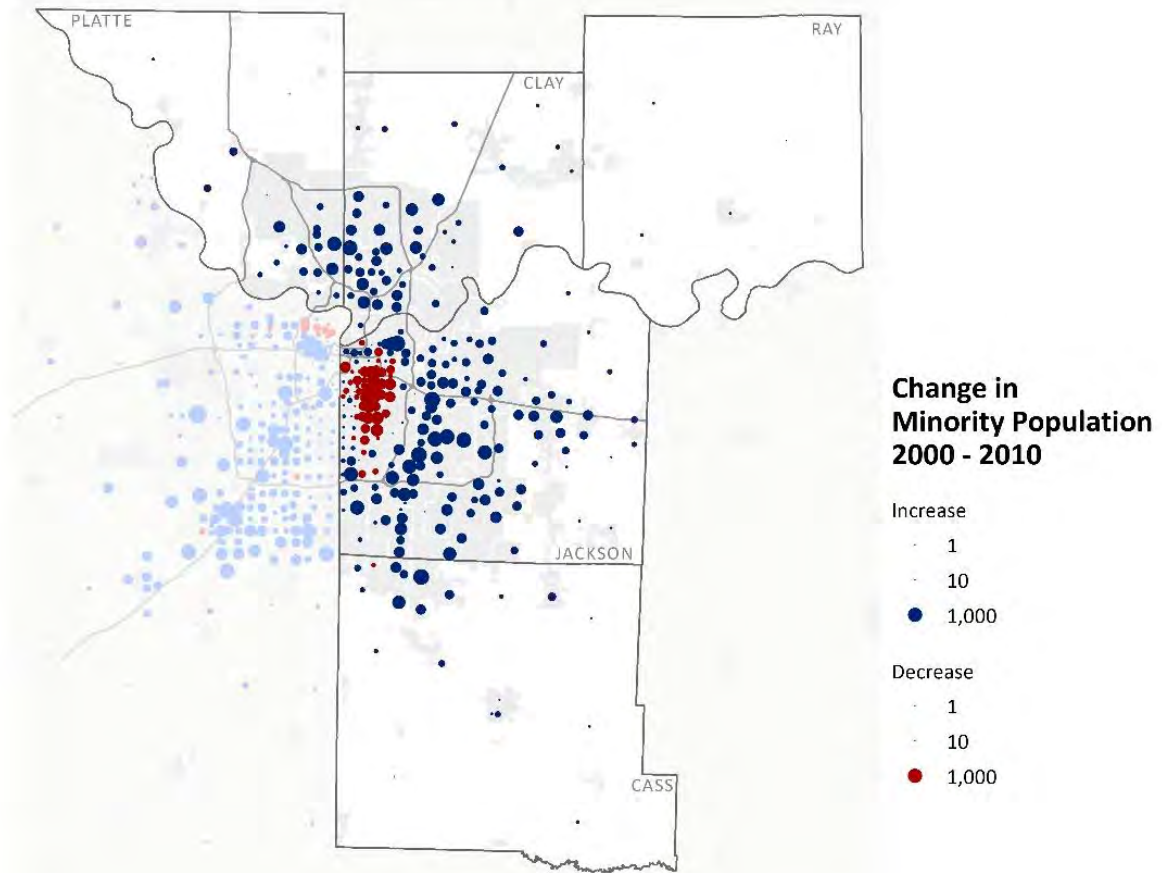 PLATTE
RAY
CLAY
JACKSON
CASS
Change in
Minority Population
2000 - 2010
Increase
1
10
1,000
Decrease
1
10
1,000